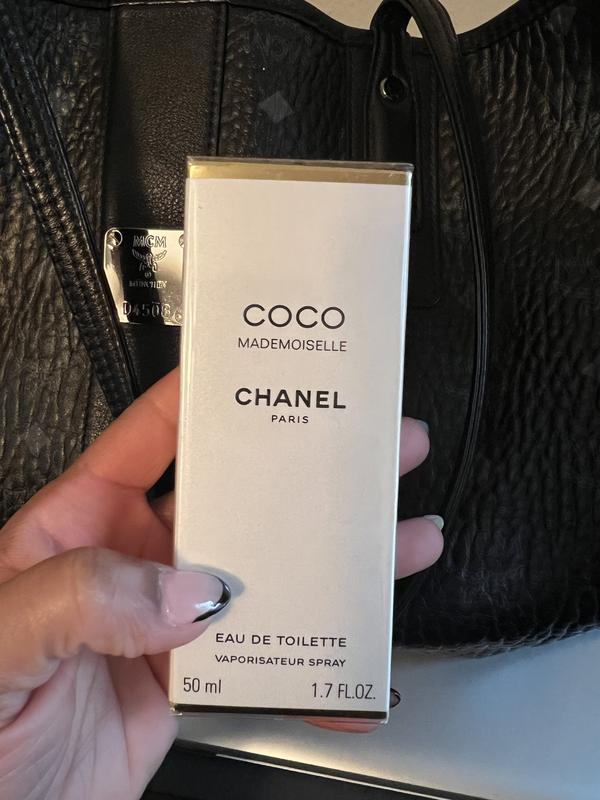 MCM
COCO
MADEMOISELLE
CHANEL
PARIS
EAU DE TOILETTE
VAPORISATEUR SPRAY
50 ml
1.7 FL.OZ.